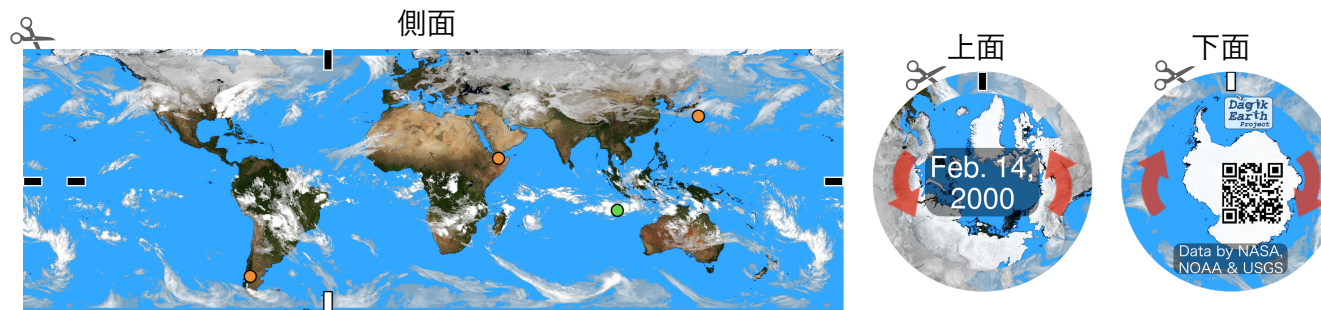 側面
上面
下面
Feb. 14,
2000
Dagik
Earth
Project
Data by NASA,
NOAA & USGS